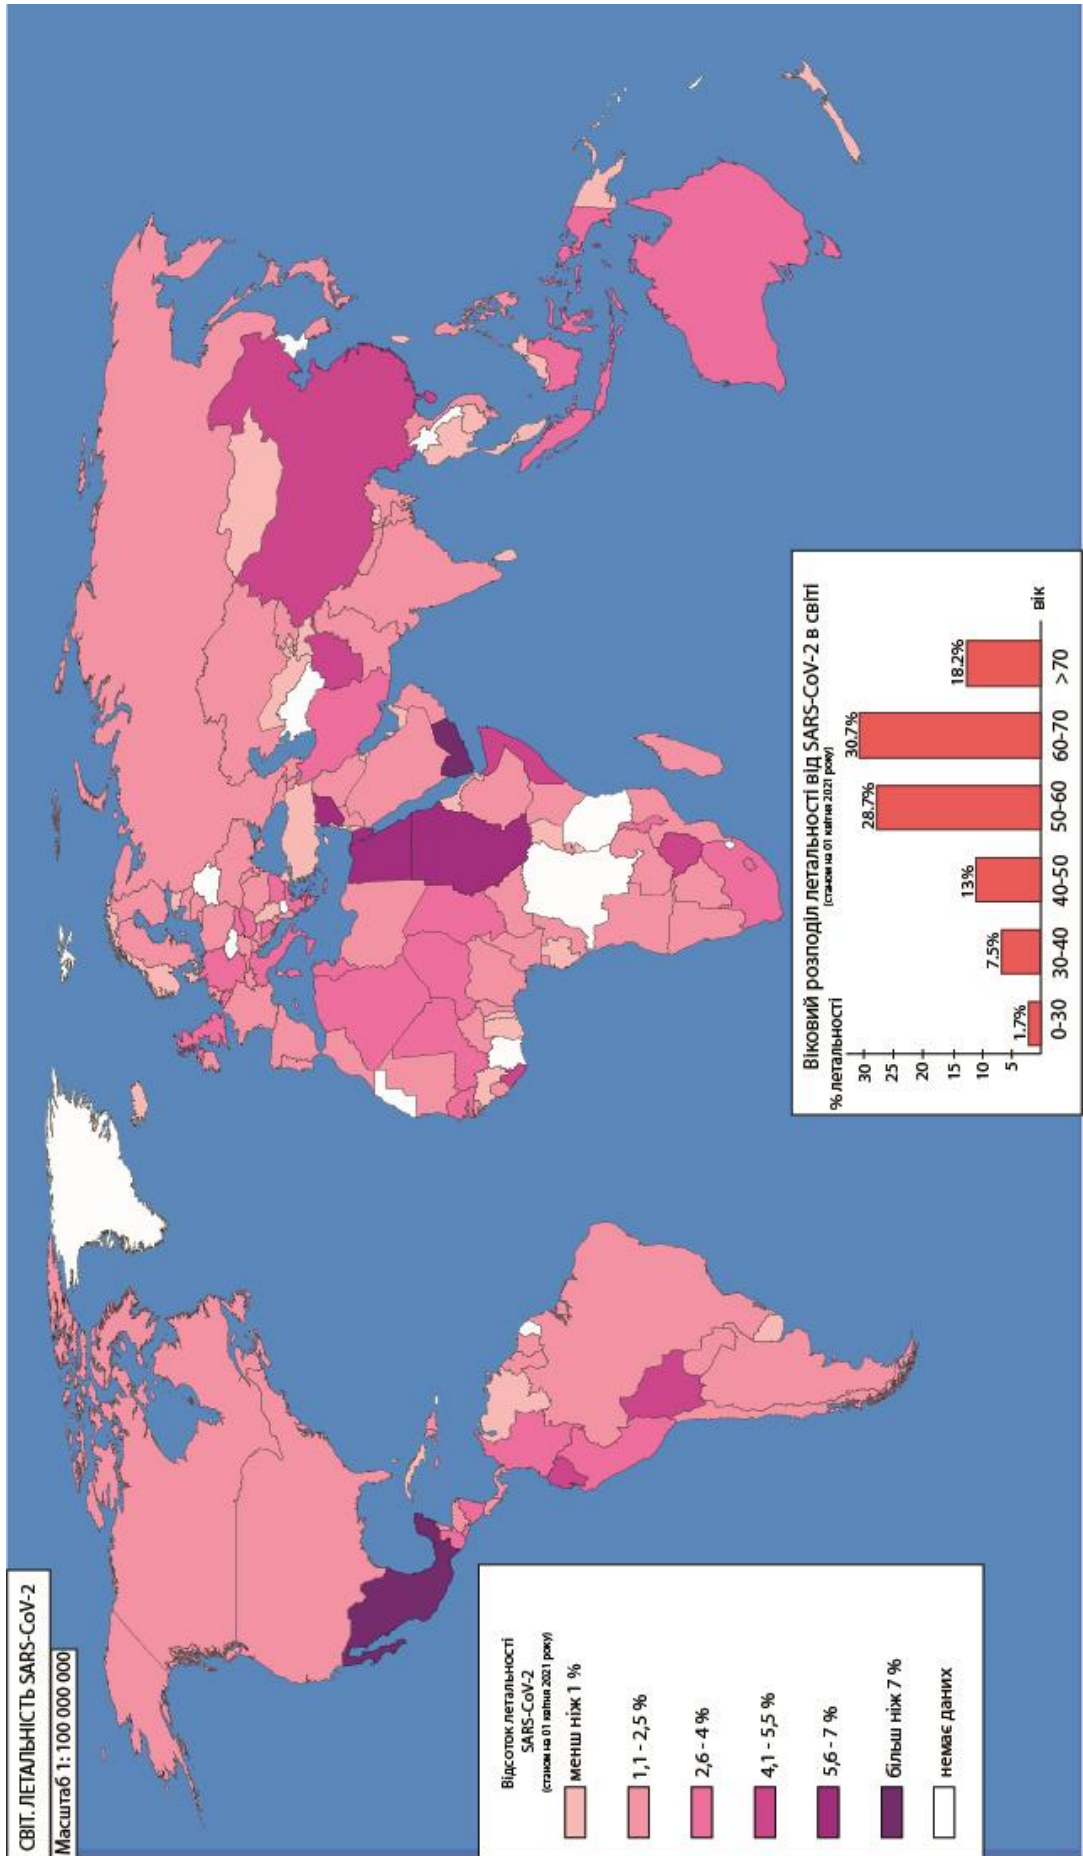 СВІТ. ЛЕТАЛЬНІСТЬ SARS-CoV-2
Масштаб 1: 100 000 000
Відсоток летальності
SARS-CoV-2
(станом на 01 квітня 2021 року)
менш ніж 1 %
1,1 - 2,5 %
2,6 - 4 %
4,1 - 5,5 %
5,6 - 7 %
більш ніж 7 %
немає даних
Віковий розподіл летальності від SARS-CoV-2 в світі
(станом на 01 квітня 2021 року)
% летальності
30
25
20
15
10
5
1.7%
7.5%
13%
28.7%
30.7%
18.2%
0-30
30-40
40-50
50-60
60-70
>70
вік